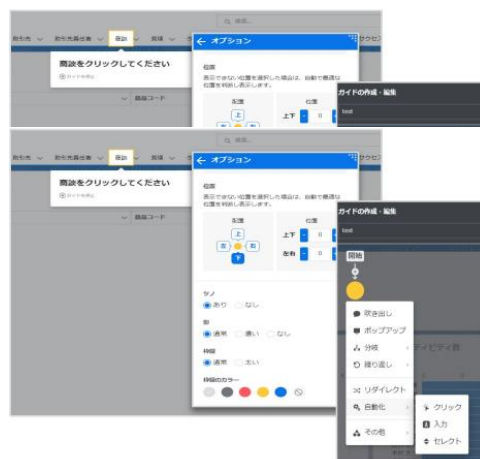 検索...
取引先
取引先責任者
商談
見積
商談をクリックしてください
商品コード
← オプション
位置
表示できない位置を選択した場合は、自動で最適な
位置を判断し表示します。
配置
位置
上
上下
- 0
ガイドの作成・編集
test
検索...
取引先
取引先責任者
商談
見積
商談をクリックしてください
商品コード
← オプション
位置
表示できない位置を選択した場合は、自動で最適な
位置を判断し表示します。
配置
位置
上
左
右
下
上下
- 0
左右
- 0
ツノ
あり
なし
影
通常
濃い
なし
枠線
通常
太い
枠線のカラー
ガイドの作成・編集
test
開始
吹き出し
ポップアップ
分岐
繰り返し
リダイレクト
自動化
その他
クリック
入力
セレクト